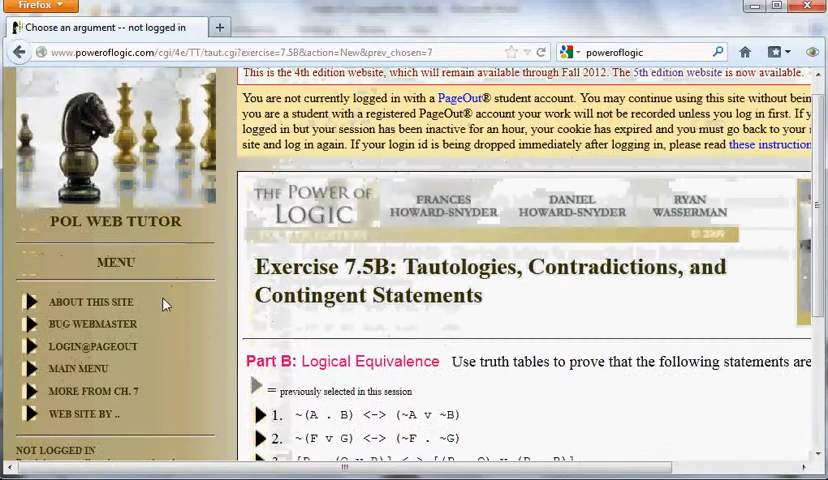 Firefox
Choose an argument -- not logged in
www.poweroflogic.com/cgi/4e/TT/taut.cgi?exercise=7.5B&action=New&prev_chosen=7
poweroflogic
This is the 4th edition website, which will remain available through Fall 2012. The 5th edition website is now available.
You are not currently logged in with a PageOut® student account. You may continue using this site without bein
you are a student with a registered PageOut® account your work will not be recorded unless you log in first. If y
logged in but your session has been inactive for an hour, your cookie has expired and you must go back to your
site and log in again. If your login id is being dropped immediately after logging in, please read these instruction
THE POWER OF LOGIC
FRANCES HOWARD-SNYDER
DANIEL HOWARD-SNYDER
RYAN WASSERMAN
© 2009
POL WEB TUTOR
MENU
ABOUT THIS SITE
BUG WEBMASTER
LOGIN@PAGEOUT
MAIN MENU
MORE FROM CH. 7
WEB SITE BY ..
NOT LOGGED IN
Exercise 7.5B: Tautologies, Contradictions, and
Contingent Statements
Part B: Logical Equivalence Use truth tables to prove that the following statements are
= previously selected in this session
1. ~(A . B) <-> (~A v ~B)
2. ~(F v G) <-> (~F . ~G)